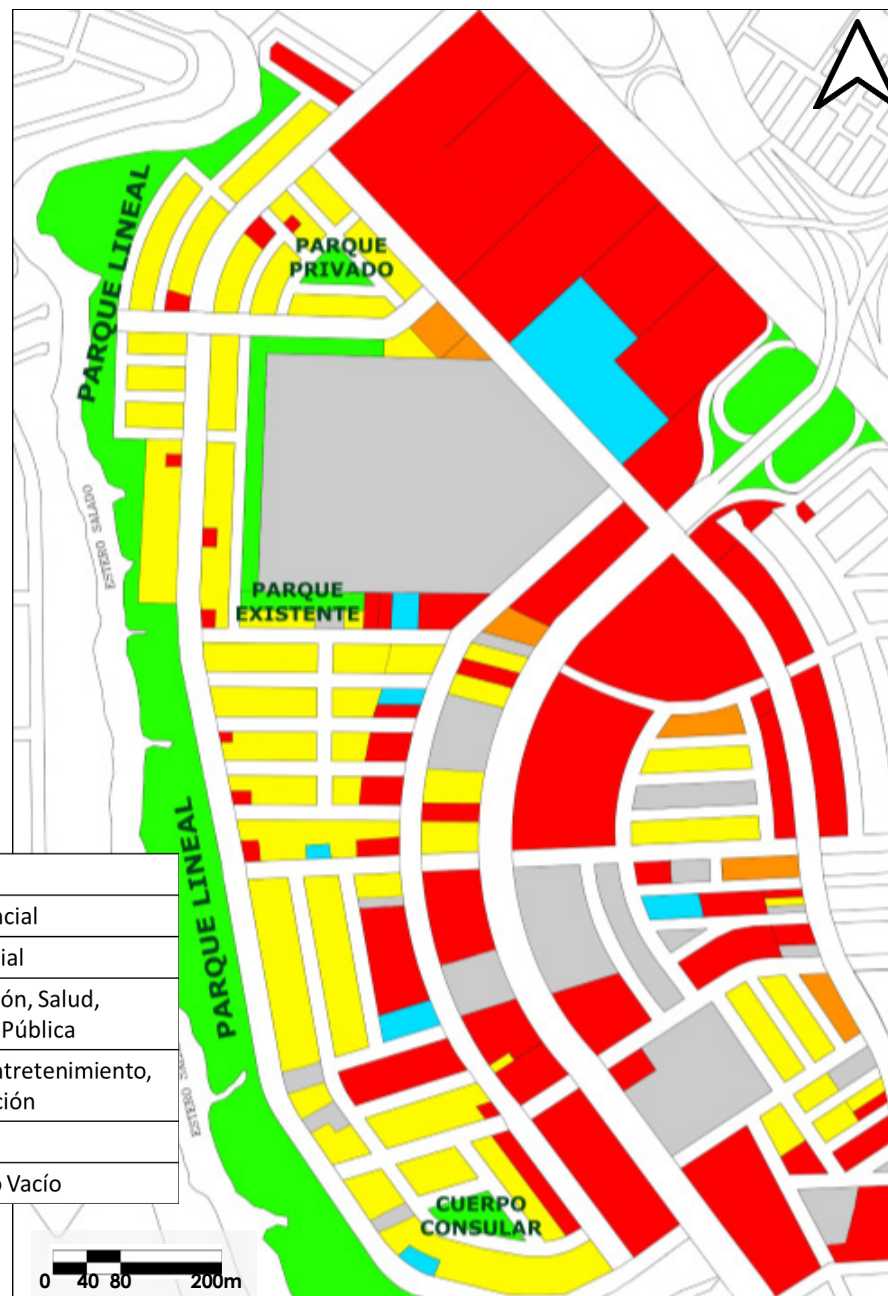 PARQUE LINEAL
PARQUE
PRIVADO
ESTERO SALADO
PARQUE
EXISTENTE
PARQUE LINEAL
ncial
ial
ón, Salud,
Pública
ntretenimiento,
ción
o Vacío
CUERPO
CONSULAR
0 40 80 200m